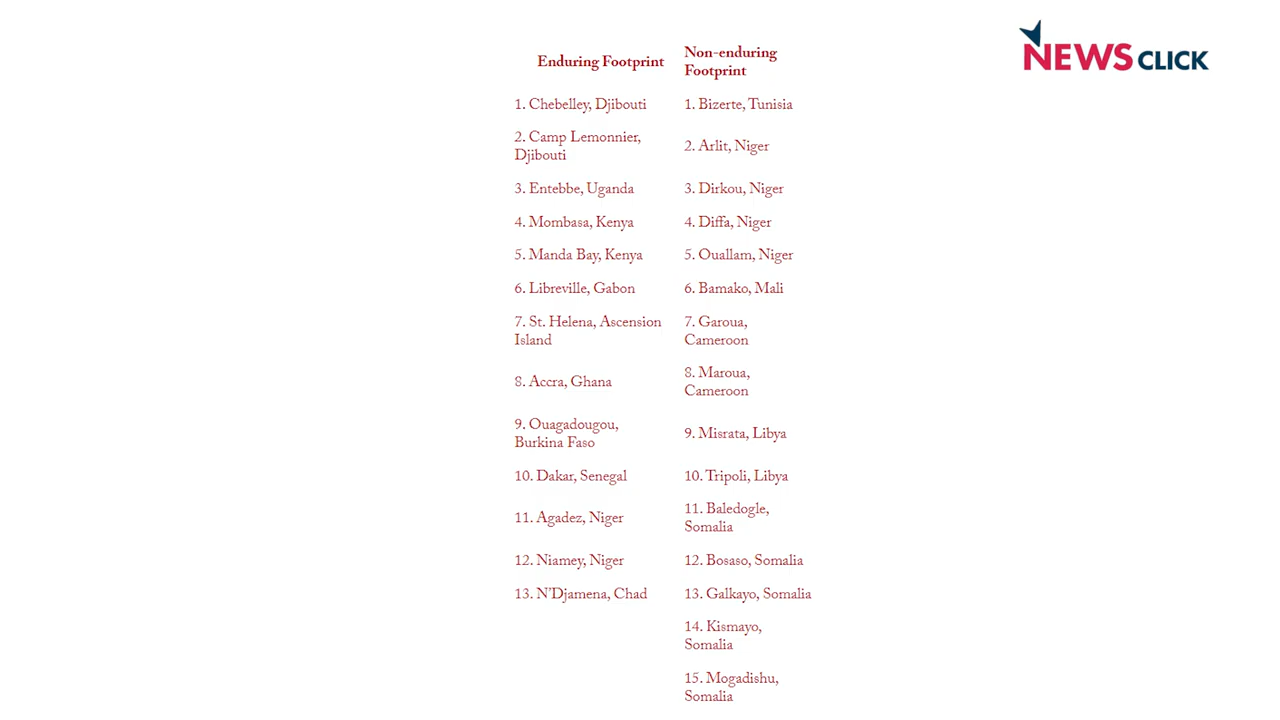 NEWS CLICK
Enduring Footprint
Non-enduring
Footprint
1. Chebelley, Djibouti
1. Bizerte, Tunisia
2. Camp Lemonnier,
Djibouti
2. Arlit, Niger
3. Entebbe, Uganda
3. Dirkou, Niger
4. Mombasa, Kenya
4. Diffa, Niger
5. Manda Bay, Kenya
5. Ouallam, Niger
6. Libreville, Gabon
6. Bamako, Mali
7. St. Helena, Ascension
Island
7. Garoua,
Cameroon
8. Accra, Ghana
8. Maroua,
Cameroon
9. Ouagadougou,
Burkina Faso
9. Misrata, Libya
10. Dakar, Senegal
10. Tripoli, Libya
11. Agadez, Niger
11. Baledogle,
Somalia
12. Niamey, Niger
12. Bosaso, Somalia
13. N'Djamena, Chad
13. Galkayo, Somalia
14. Kismayo,
Somalia
15. Mogadishu,
Somalia